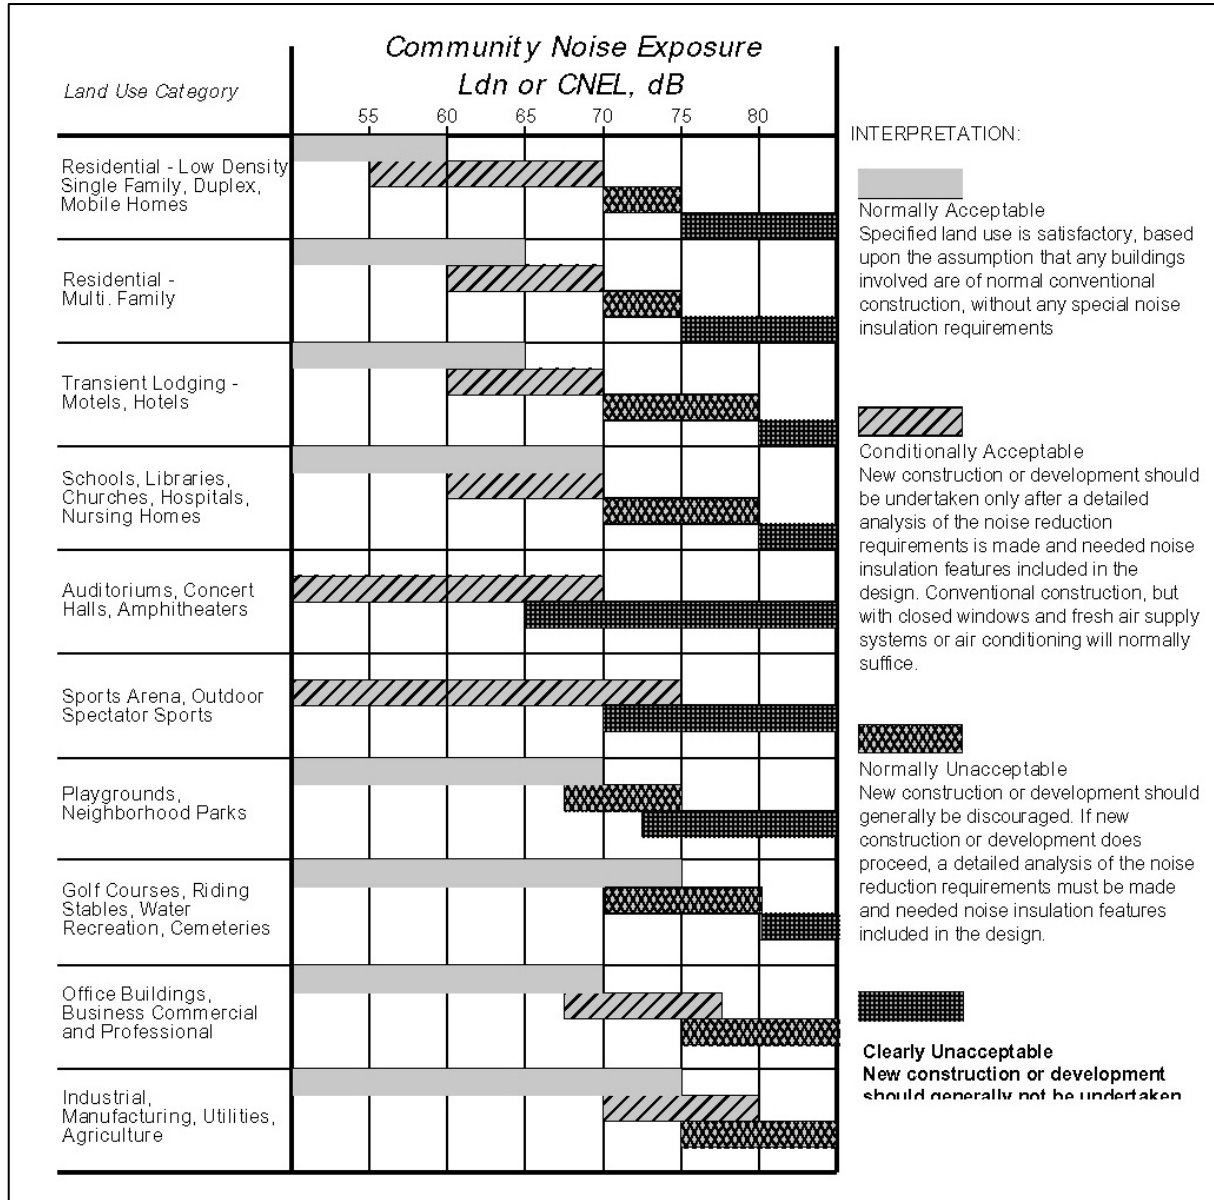 Community Noise Exposure
Ldn or CNEL, dB
Land Use Category
55 60 65 70 75 80
Residential - Low Density
Single Family, Duplex,
Mobile Homes
Residential -
Multi. Family
Transient Lodging -
Motels, Hotels
Schools, Libraries,
Churches, Hospitals,
Nursing Homes
Auditoriums, Concert
Halls, Amphitheaters
Sports Arena, Outdoor
Spectator Sports
Playgrounds,
Neighborhood Parks
Golf Courses, Riding
Stables, Water
Recreation, Cemeteries
Office Buildings,
Business Commercial
and Professional
Industrial,
Manufacturing, Utilities,
Agriculture
INTERPRETATION:
Normally Acceptable
Specified land use is satisfactory, based
upon the assumption that any buildings
involved are of normal conventional
construction, without any special noise
insulation requirements
Conditionally Acceptable
New construction or development should
be undertaken only after a detailed
analysis of the noise reduction
requirements is made and needed noise
insulation features included in the
design. Conventional construction, but
with closed windows and fresh air supply
systems or air conditioning will normally
suffice.
Normally Unacceptable
New construction or development should
generally be discouraged. If new
construction or development does
proceed, a detailed analysis of the noise
reduction requirements must be made
and needed noise insulation features
included in the design.
Clearly Unacceptable
New construction or development
should generally not be undertaken